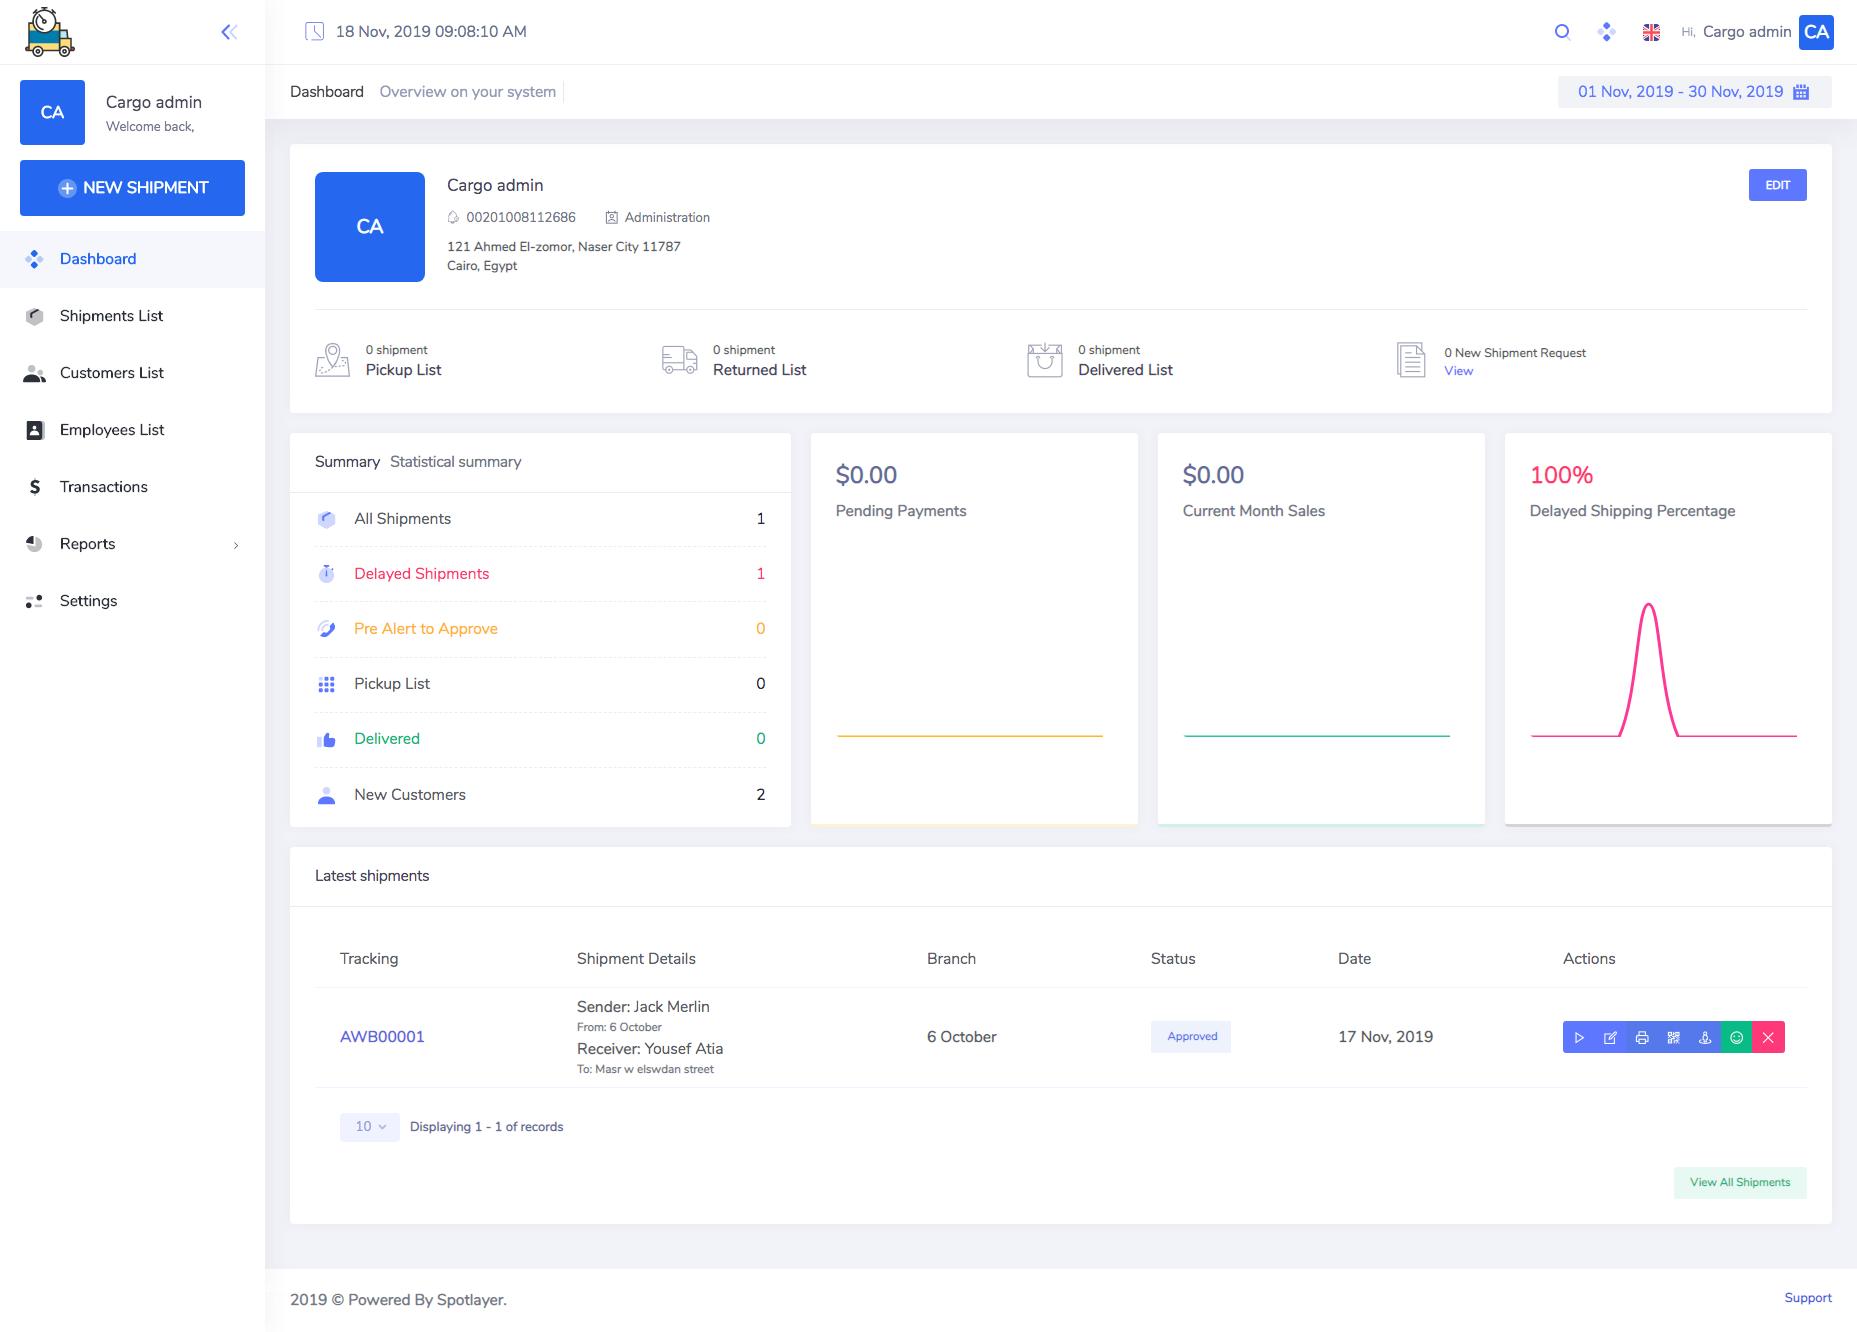 18 Nov, 2019 09:08:10 AM
Hi, Cargo admin CA
CA
Cargo admin
Welcome back,
NEW SHIPMENT
Dashboard
Shipments List
Customers List
Employees List
Transactions
Reports
Settings
Dashboard Overview on your system
01 Nov, 2019 - 30 Nov, 2019
CA
Cargo admin
EDIT
00201008112686 Administration
121 Ahmed El-zomor, Naser City 11787
Cairo, Egypt
0 shipment
Pickup List
0 shipment
Returned List
0 shipment
Delivered List
0 New Shipment Request
View
Summary Statistical summary
All Shipments 1
Delayed Shipments 1
Pre Alert to Approve 0
Pickup List 0
Delivered 0
New Customers 2
$0.00
Pending Payments
$0.00
Current Month Sales
100%
Delayed Shipping Percentage
Latest shipments
Tracking Shipment Details Branch Status Date Actions
AWB00001
Sender: Jack Merlin
From: 6 October
Receiver: Yousef Atia
To: Masr w elswdan street
6 October
Approved
17 Nov, 2019
10 Displaying 1 - 1 of records
View All Shipments
2019 © Powered By Spotlayer.
Support